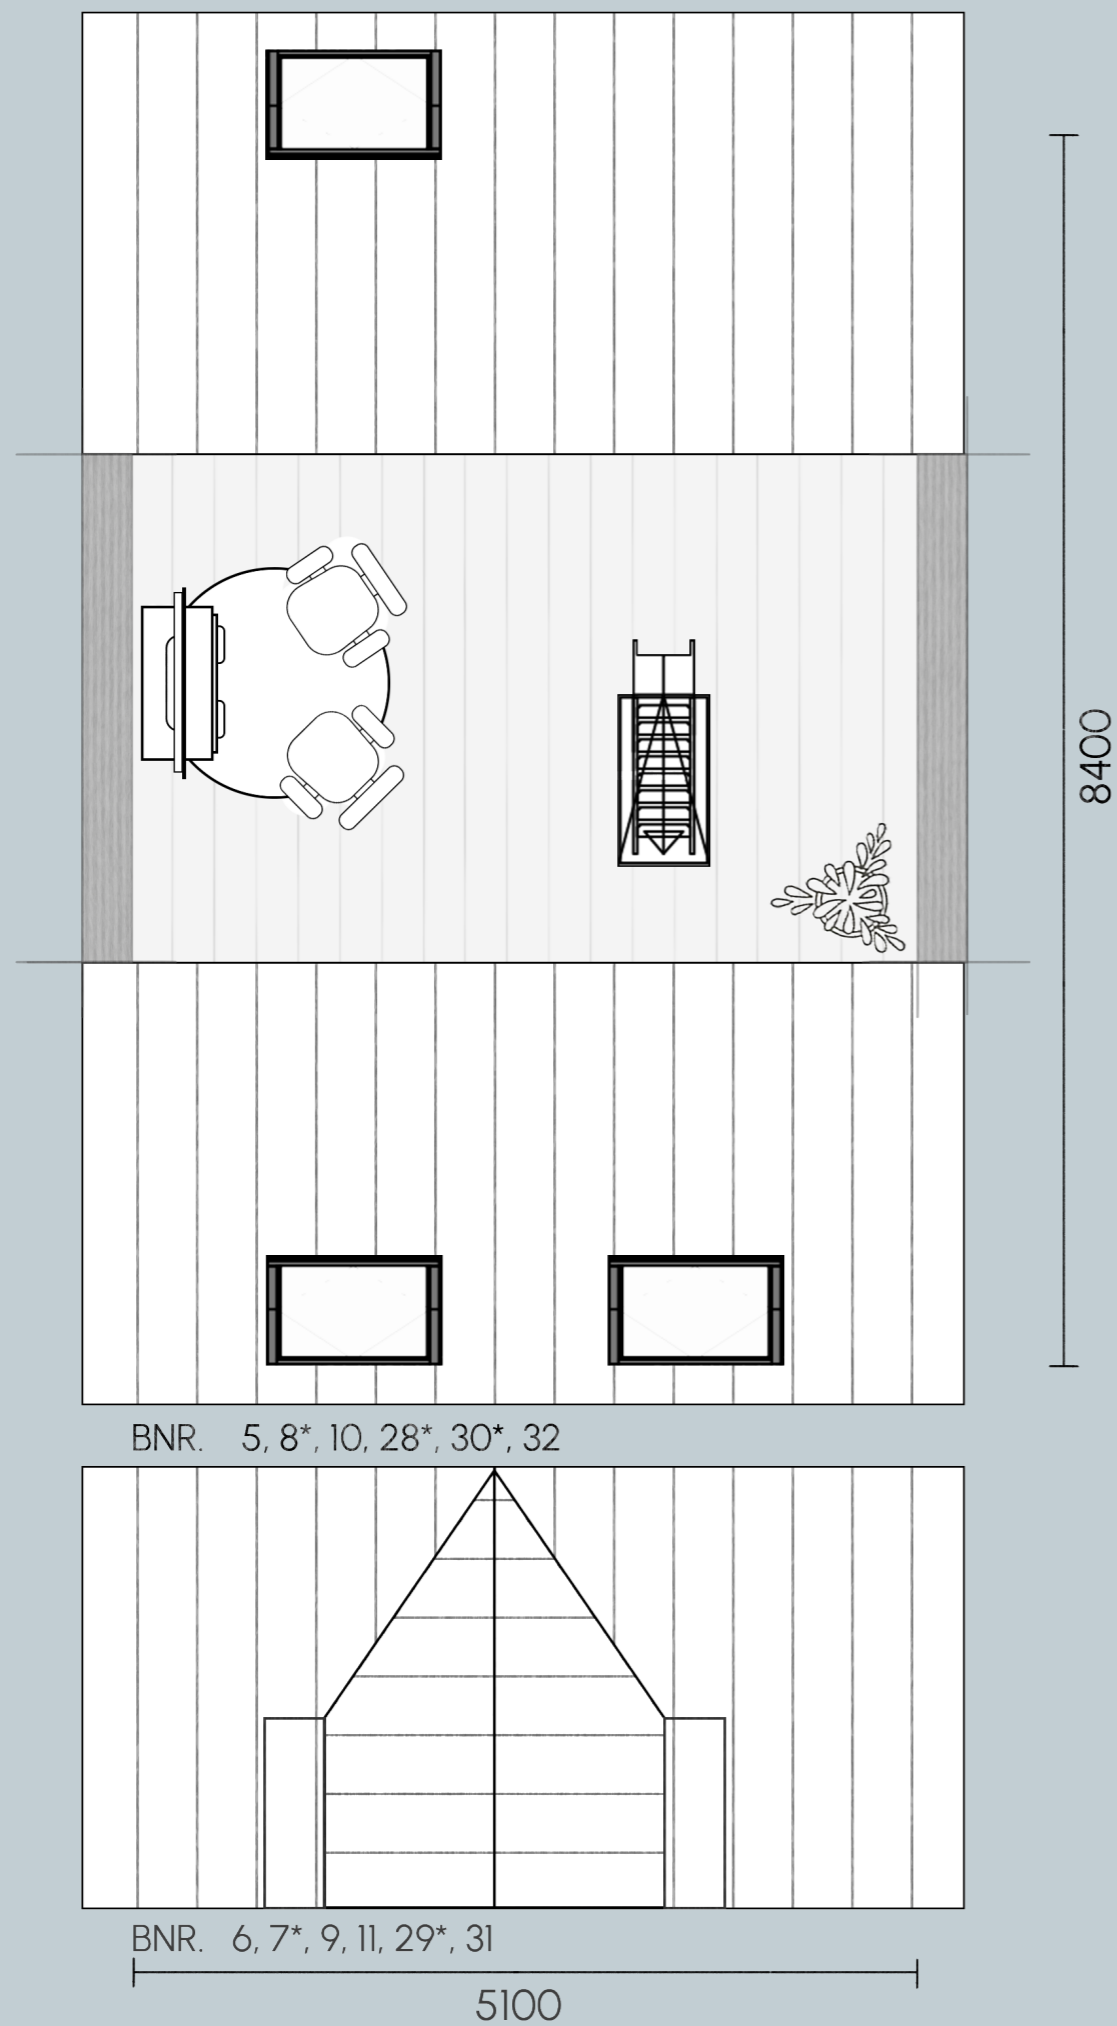 8400
BNR. 5, 8*, 10, 28*, 30*, 32
BNR. 6, 7*, 9, 11, 29*, 31
5100